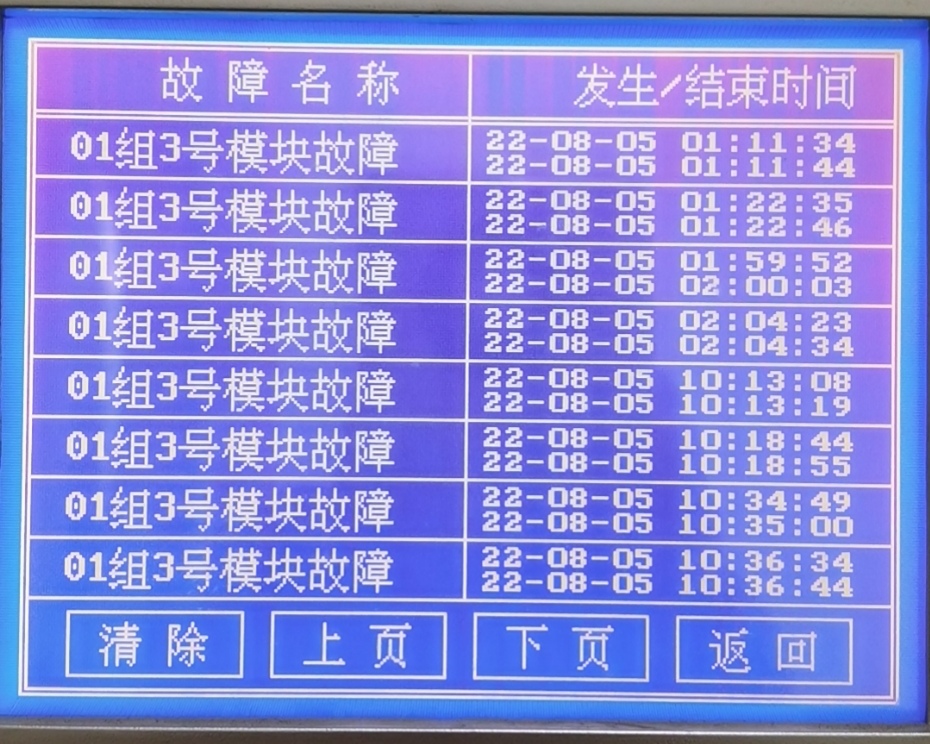 故障名称 发生/结束时间
01组3号模块故障 22-08-05 01:11:34
22-08-05 01:11:44
01组3号模块故障 22-08-05 01:22:35
22-08-05 01:22:46
01组3号模块故障 22-08-05 01:59:52
22-08-05 02:00:03
01组3号模块故障 22-08-05 02:04:23
22-08-05 02:04:34
01组3号模块故障 22-08-05 10:13:08
22-08-05 10:13:19
01组3号模块故障 22-08-05 10:18:44
22-08-05 10:18:55
01组3号模块故障 22-08-05 10:34:49
22-08-05 10:35:00
01组3号模块故障 22-08-05 10:36:34
22-08-05 10:36:44
清除 上页 下页 返回